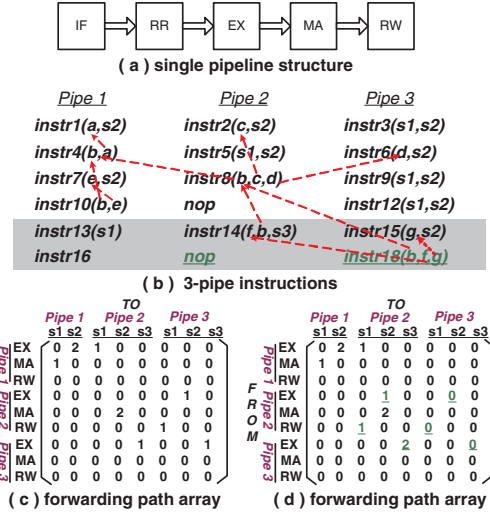 IF RR EX MA RW
( a ) single pipeline structure
Pipe 1 Pipe 2 Pipe 3
instr1(a,s2) instr2(c,s2) instr3(s1,s2)
instr4(b,a) instr5(s1,s2) instr6(d,s2)
instr7(e,s2) instr8(b,c,d) instr9(s1,s2)
instr10(b,e) nop instr12(s1,s2)
instr13(s1) instr14(f,b,s3) instr15(g,s2)
instr16 nop instr18(b,f,g)
( b ) 3-pipe instructions
TO
Pipe 1 Pipe 2 Pipe 3
s1 s2 s1 s2 s3 s1 s2 s3
Pipe 1
EX 0 2 1 0 0 0 0 0
MA 1 0 0 0 0 0 0 0
RW 0 0 0 0 0 0 0 0
Pipe 2
EX 0 0 0 0 0 0 1 0
MA 0 0 0 2 0 0 0 0
RW 0 0 0 0 0 1 0 0
Pipe 3
EX 0 0 0 0 1 0 0 1
MA 0 0 0 0 0 0 0 0
RW 0 0 0 0 0 0 0 0
( c ) forwarding path array
FROM
TO
Pipe 1 Pipe 2 Pipe 3
s1 s2 s1 s2 s3 s1 s2 s3
Pipe 1
EX 0 2 1 0 0 0 0 0
MA 1 0 0 0 0 0 0 0
RW 0 0 0 0 0 0 0 0
Pipe 2
EX 0 0 0 1 0 0 0 0
MA 0 0 0 2 0 0 0 0
RW 0 0 1 0 0 0 0 0
Pipe 3
EX 0 0 0 0 2 0 0 0
MA 0 0 0 0 0 0 0 0
RW 0 0 0 0 0 0 0 0
( d ) forwarding path array